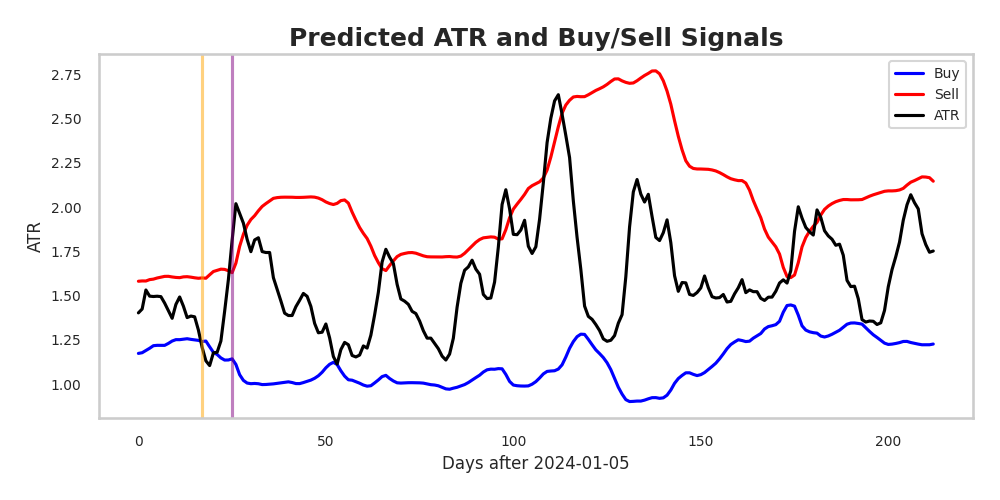 Predicted ATR and Buy/Sell Signals
Buy
Sell
ATR
2.75
2.50
2.25
2.00
1.75
1.50
1.25
1.00
ATR
0
50
100
150
200
Days after 2024-01-05